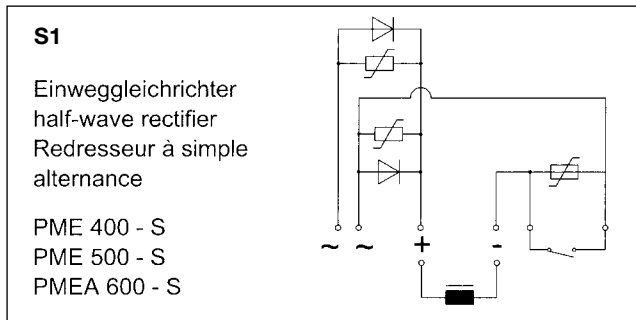 S1
Einweggleichrichter
half-wave rectifier
Redresseur à simple
alternance
PME 400 - S
PME 500 - S
PMEA 600 - S
~ ~ + -